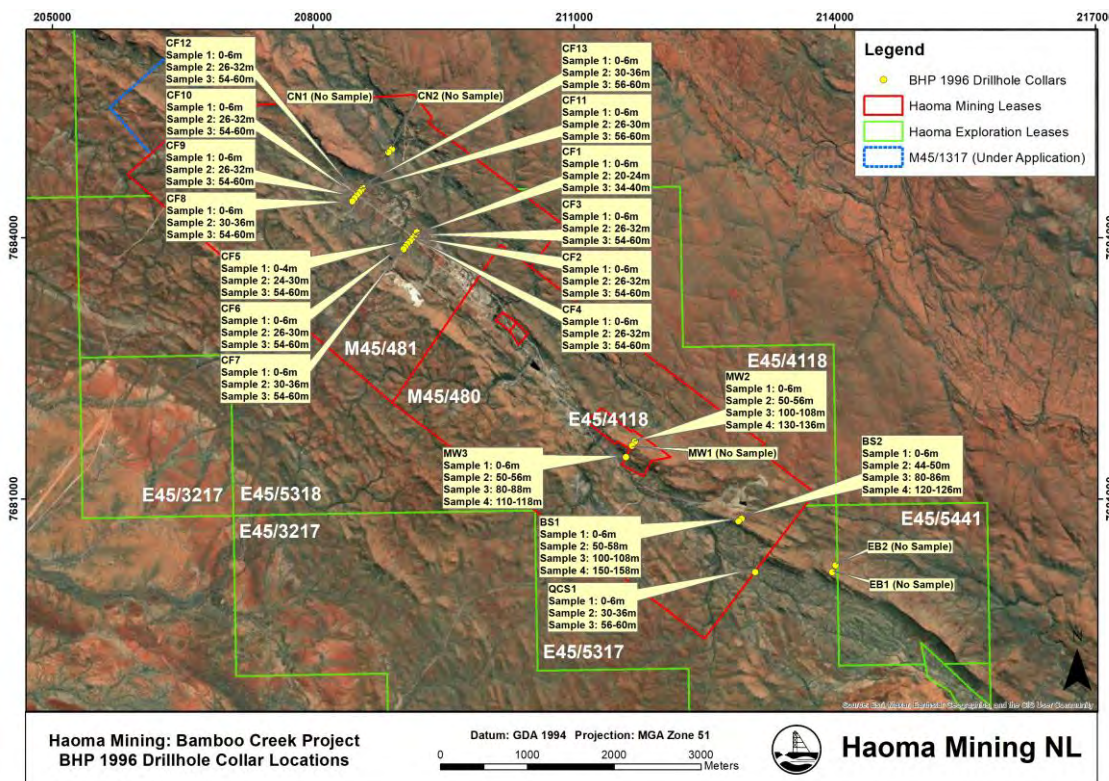 205000
208000
211000
214000
21700
CF12
Sample 1: 0-6m
Sample 2: 26-32m
Sample 3: 54-60m
CF10
Sample 1: 0-6m
Sample 2: 26-32m
Sample 3: 54-60m
CF9
Sample 1: 0-6m
Sample 2: 26-32m
Sample 3: 54-60m
CF8
Sample 1: 0-6m
Sample 2: 30-36m
Sample 3: 54-60m
CN1 (No Sample)
CN2 (No Sample)
CF13
Sample 1: 0-6m
Sample 2: 30-36m
Sample 3: 56-60m
CF11
Sample 1: 0-6m
Sample 2: 26-30m
Sample 3: 56-60m
CF1
Sample 1: 0-6m
Sample 2: 20-24m
Sample 3: 34-40m
CF3
Sample 1: 0-6m
Sample 2: 26-32m
Sample 3: 54-60m
CF2
Sample 1: 0-6m
Sample 2: 26-32m
Sample 3: 54-60m
CF4
Sample 1: 0-6m
Sample 2: 26-32m
Sample 3: 54-60m
Legend
BHP 1996 Drillhole Collars
Haoma Mining Leases
Haoma Exploration Leases
M45/1317 (Under Application)
7684000
CF5
Sample 1: 0-4m
Sample 2: 24-30m
Sample 3: 54-60m
CF6
Sample 1: 0-6m
Sample 2: 26-30m
Sample 3: 54-60m
CF7
Sample 1: 0-6m
Sample 2: 30-36m
Sample 3: 54-60m
M45/481
M45/480
E45/4118
E45/4118
MW2
Sample 1: 0-6m
Sample 2: 50-56m
Sample 3: 100-108m
Sample 4: 130-136m
MW1 (No Sample)
MW3
Sample 1: 0-6m
Sample 2: 50-56m
Sample 3: 80-88m
Sample 4: 110-118m
BS2
Sample 1: 0-6m
Sample 2: 44-50m
Sample 3: 80-86m
Sample 4: 120-126m
7681000
E45/3217
E45/5318
E45/3217
BS1
Sample 1: 0-6m
Sample 2: 50-58m
Sample 3: 100-108m
Sample 4: 150-158m
E45/5441
EB2 (No Sample)
EB1 (No Sample)
QCS1
Sample 1: 0-6m
Sample 2: 30-36m
Sample 3: 56-60m
E45/5317
Haoma Mining: Bamboo Creek Project
BHP 1996 Drillhole Collar Locations
Datum: GDA 1994 Projection: MGA Zone 51
0 1000 2000 3000
Meters
Haoma Mining NL